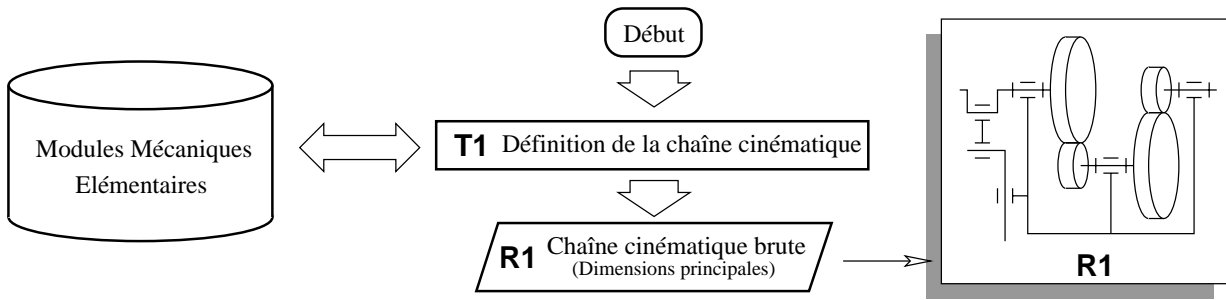 Début
Modules Mécaniques
Elémentaires
T1 Définition de la chaîne cinématique
R1 Chaîne cinématique brute
(Dimensions principales)
R1